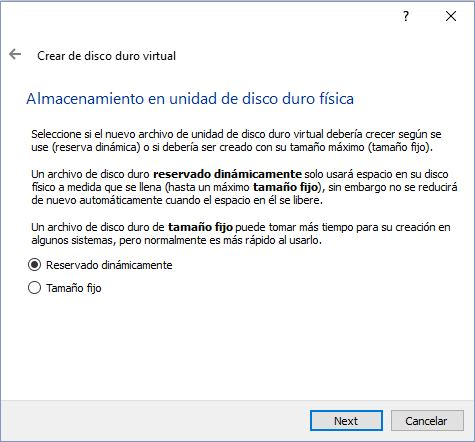 ?
Crear de disco duro virtual
Almacenamiento en unidad de disco duro física
Seleccione si el nuevo archivo de unidad de disco duro virtual debería crecer según se
use (reserva dinámica) o si debería ser creado con su tamaño máximo (tamaño fijo).
Un archivo de disco duro reservado dinámicamente solo usará espacio en su disco
físico a medida que se llena (hasta un máximo tamaño fijo), sin embargo no se reducirá
de nuevo automáticamente cuando el espacio en él se libere.
Un archivo de disco duro de tamaño fijo puede tomar más tiempo para su creación en
algunos sistemas, pero normalmente es más rápido al usarlo.
Reservado dinámicamente
Tamaño fijo
Next Cancelar